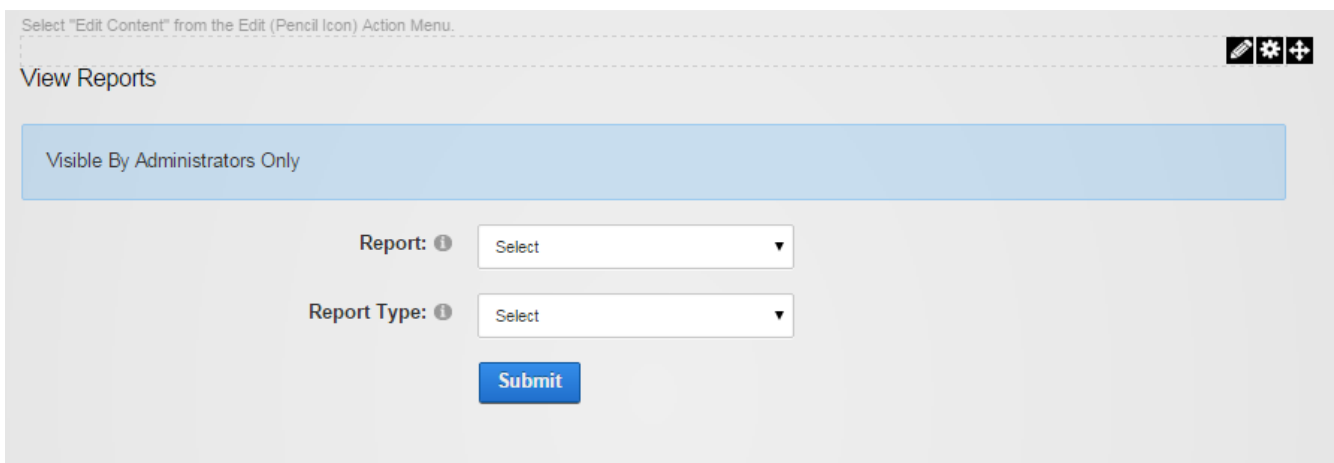 Select "Edit Content" from the Edit (Pencil Icon) Action Menu.
View Reports
Visible By Administrators Only
Report: Select
Report Type: Select
Submit